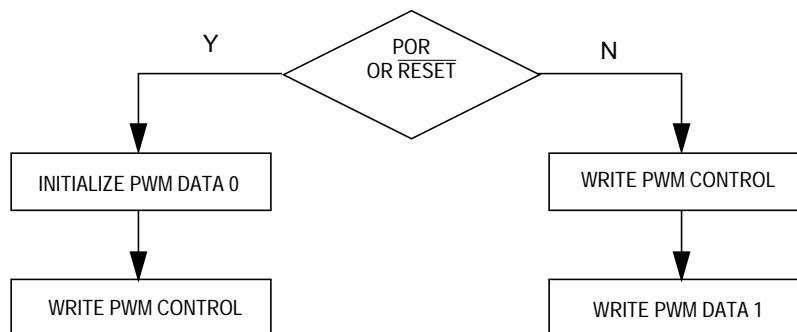 Y
POR
OR RESET
N
INITIALIZE PWM DATA 0
WRITE PWM CONTROL
WRITE PWM CONTROL
WRITE PWM DATA 1